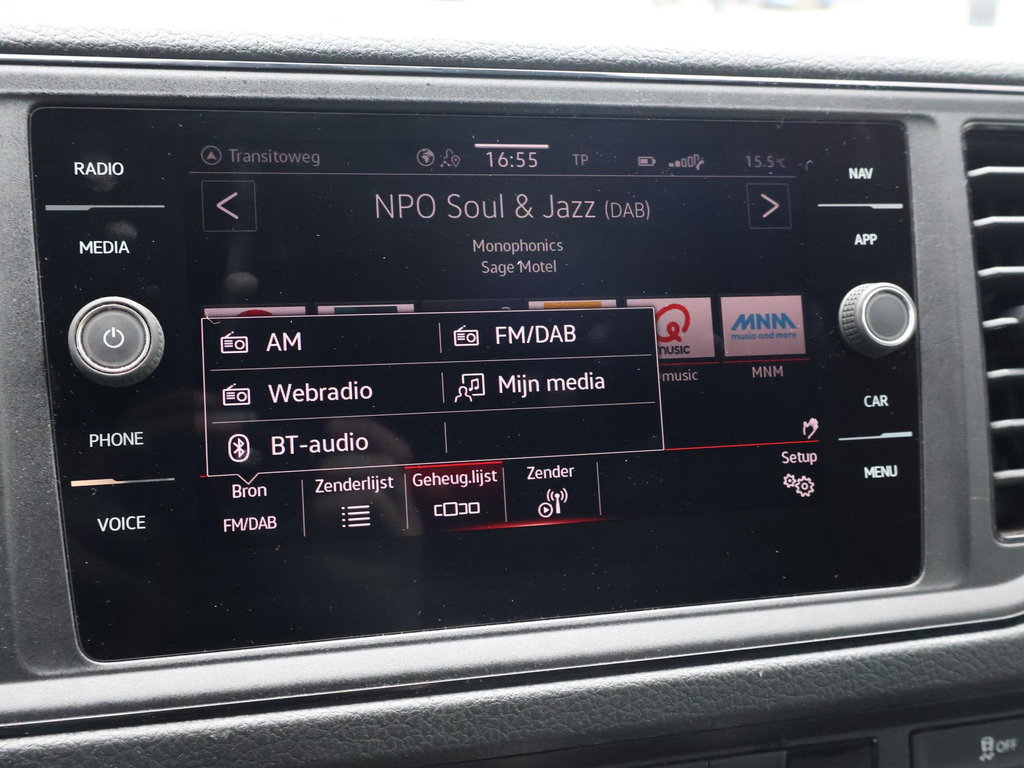 RADIO
MEDIA
PHONE
VOICE
Transitoweg
16:55
TP
15.5°C
NPO Soul & Jazz (DAB)
Monophonics
Sage Motel
AM
FM/DAB
Webradio
Mijn media
BT-audio
MUSIC
music
MNM
music and more
MNM
Bron
FM/DAB
Zenderlijst
Geheug.lijst
Zender
Setup
NAV
APP
CAR
MENU
OFF